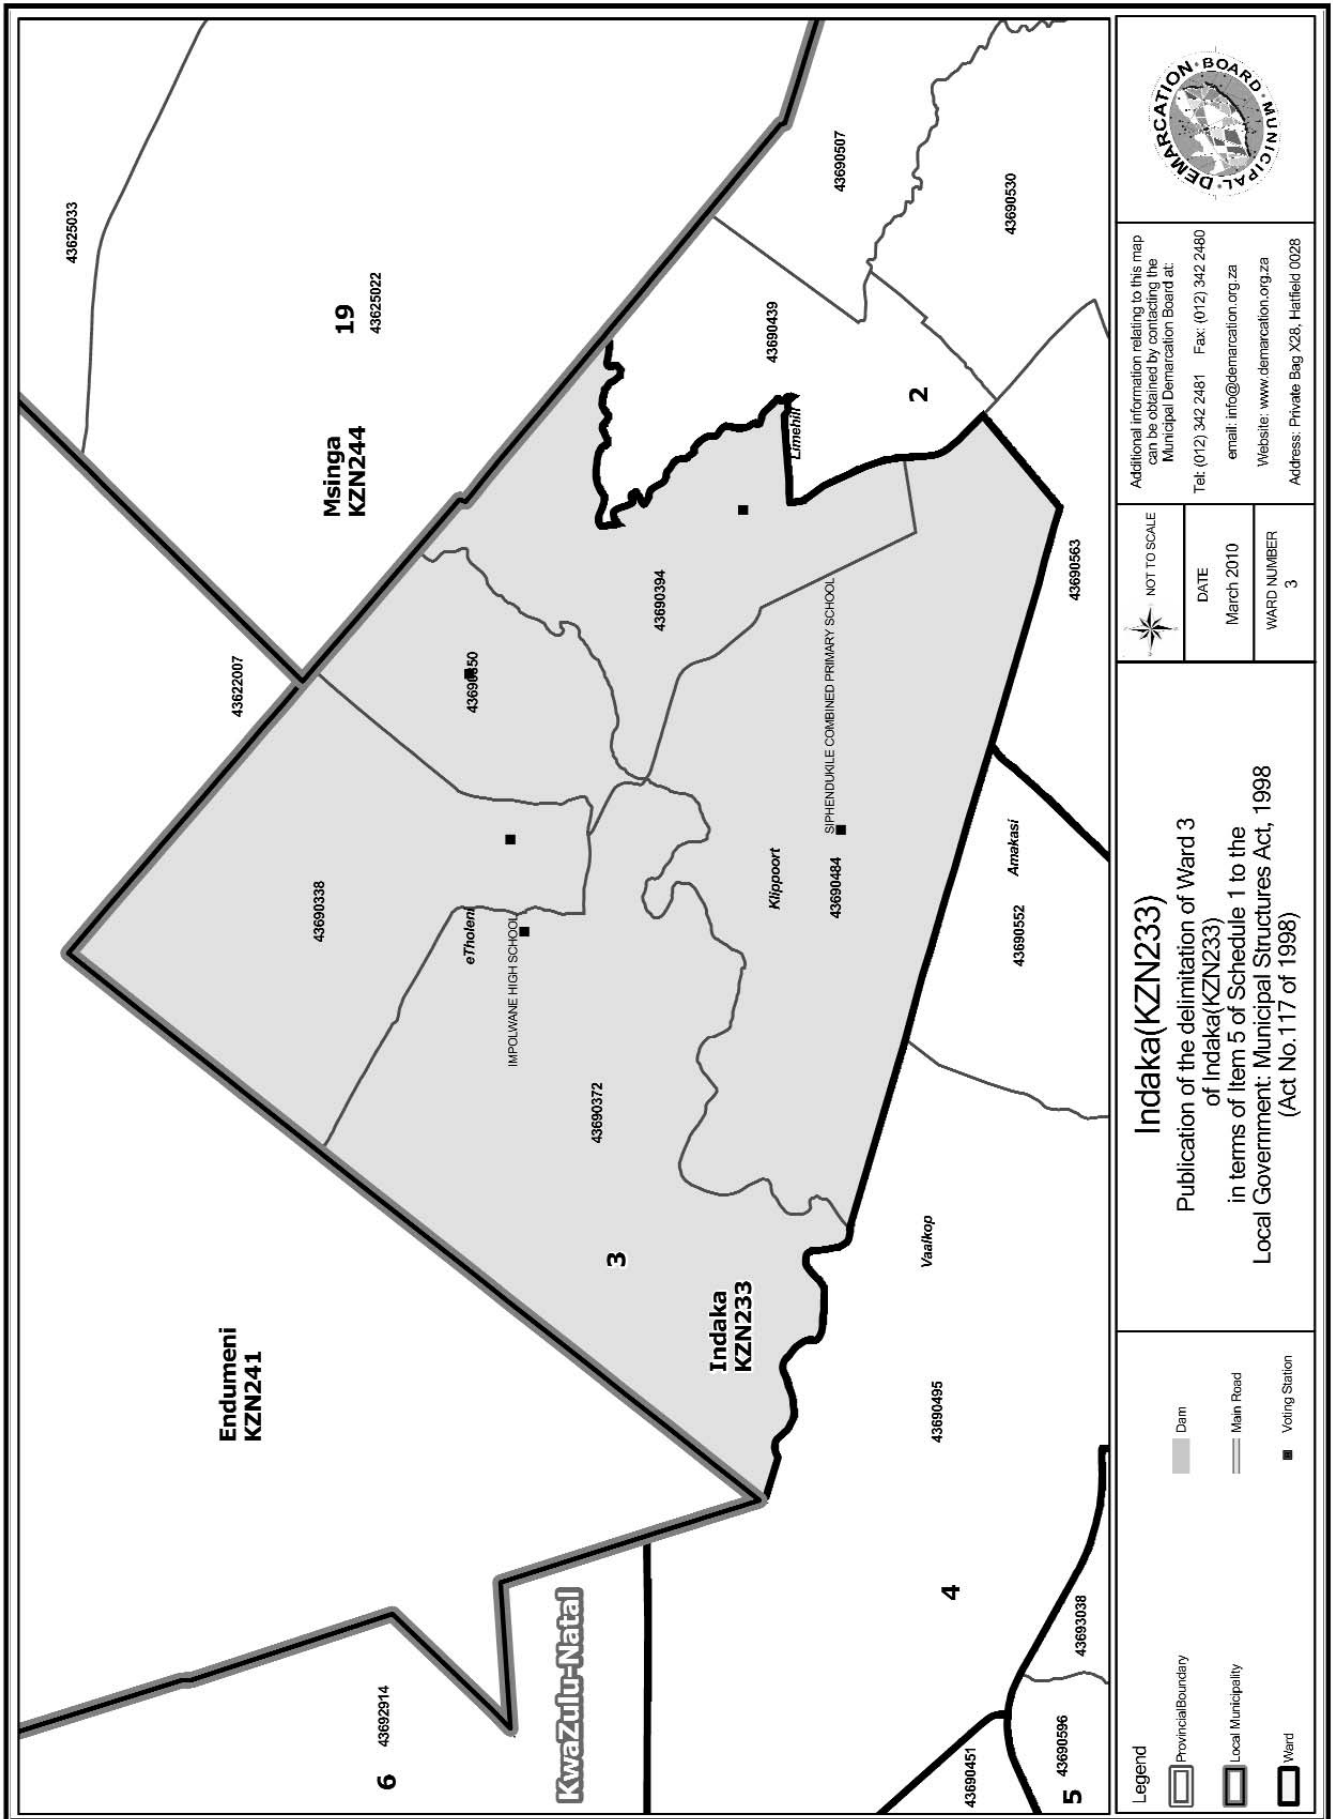 Endumeni
KZN241
Msinga
KZN244
19
43625022
43625033
43622007
6
43692914
KwaZulu-Natal
43690338
eTholeni
IMPOLWANE HIGH SCHOOL
43690372
3
Indaka
KZN233
43690394
Klippoort
43690484
SIPHENDUKILE COMBINED PRIMARY SCHOOL
Limehill
43690439
2
43690507
43690530
43690563
Amakasi
43690552
Vaalkop
43690495
4
43693038
43690451
5
43690596
Legend
ProvincialBoundary
Local Municipality
Ward
Dam
Main Road
Voting Station
Indaka(KZN233)
Publication of the delimitation of Ward 3
of Indaka(KZN233)
in terms of Item 5 of Schedule 1 to the
Local Government: Municipal Structures Act, 1998
(Act No.117 of 1998)
NOT TO SCALE
DATE
March 2010
WARD NUMBER
3
Additional information relating to this map
can be obtained by contacting the
Municipal Demarcation Board at:
Tel: (012) 342 2481 Fax: (012) 342 2480
email: info@demarcation.org.za
Website: www.demarcation.org.za
Address: Private Bag X28, Hatfield 0028
MUNICIPAL · DEMARCATION · BOARD ·